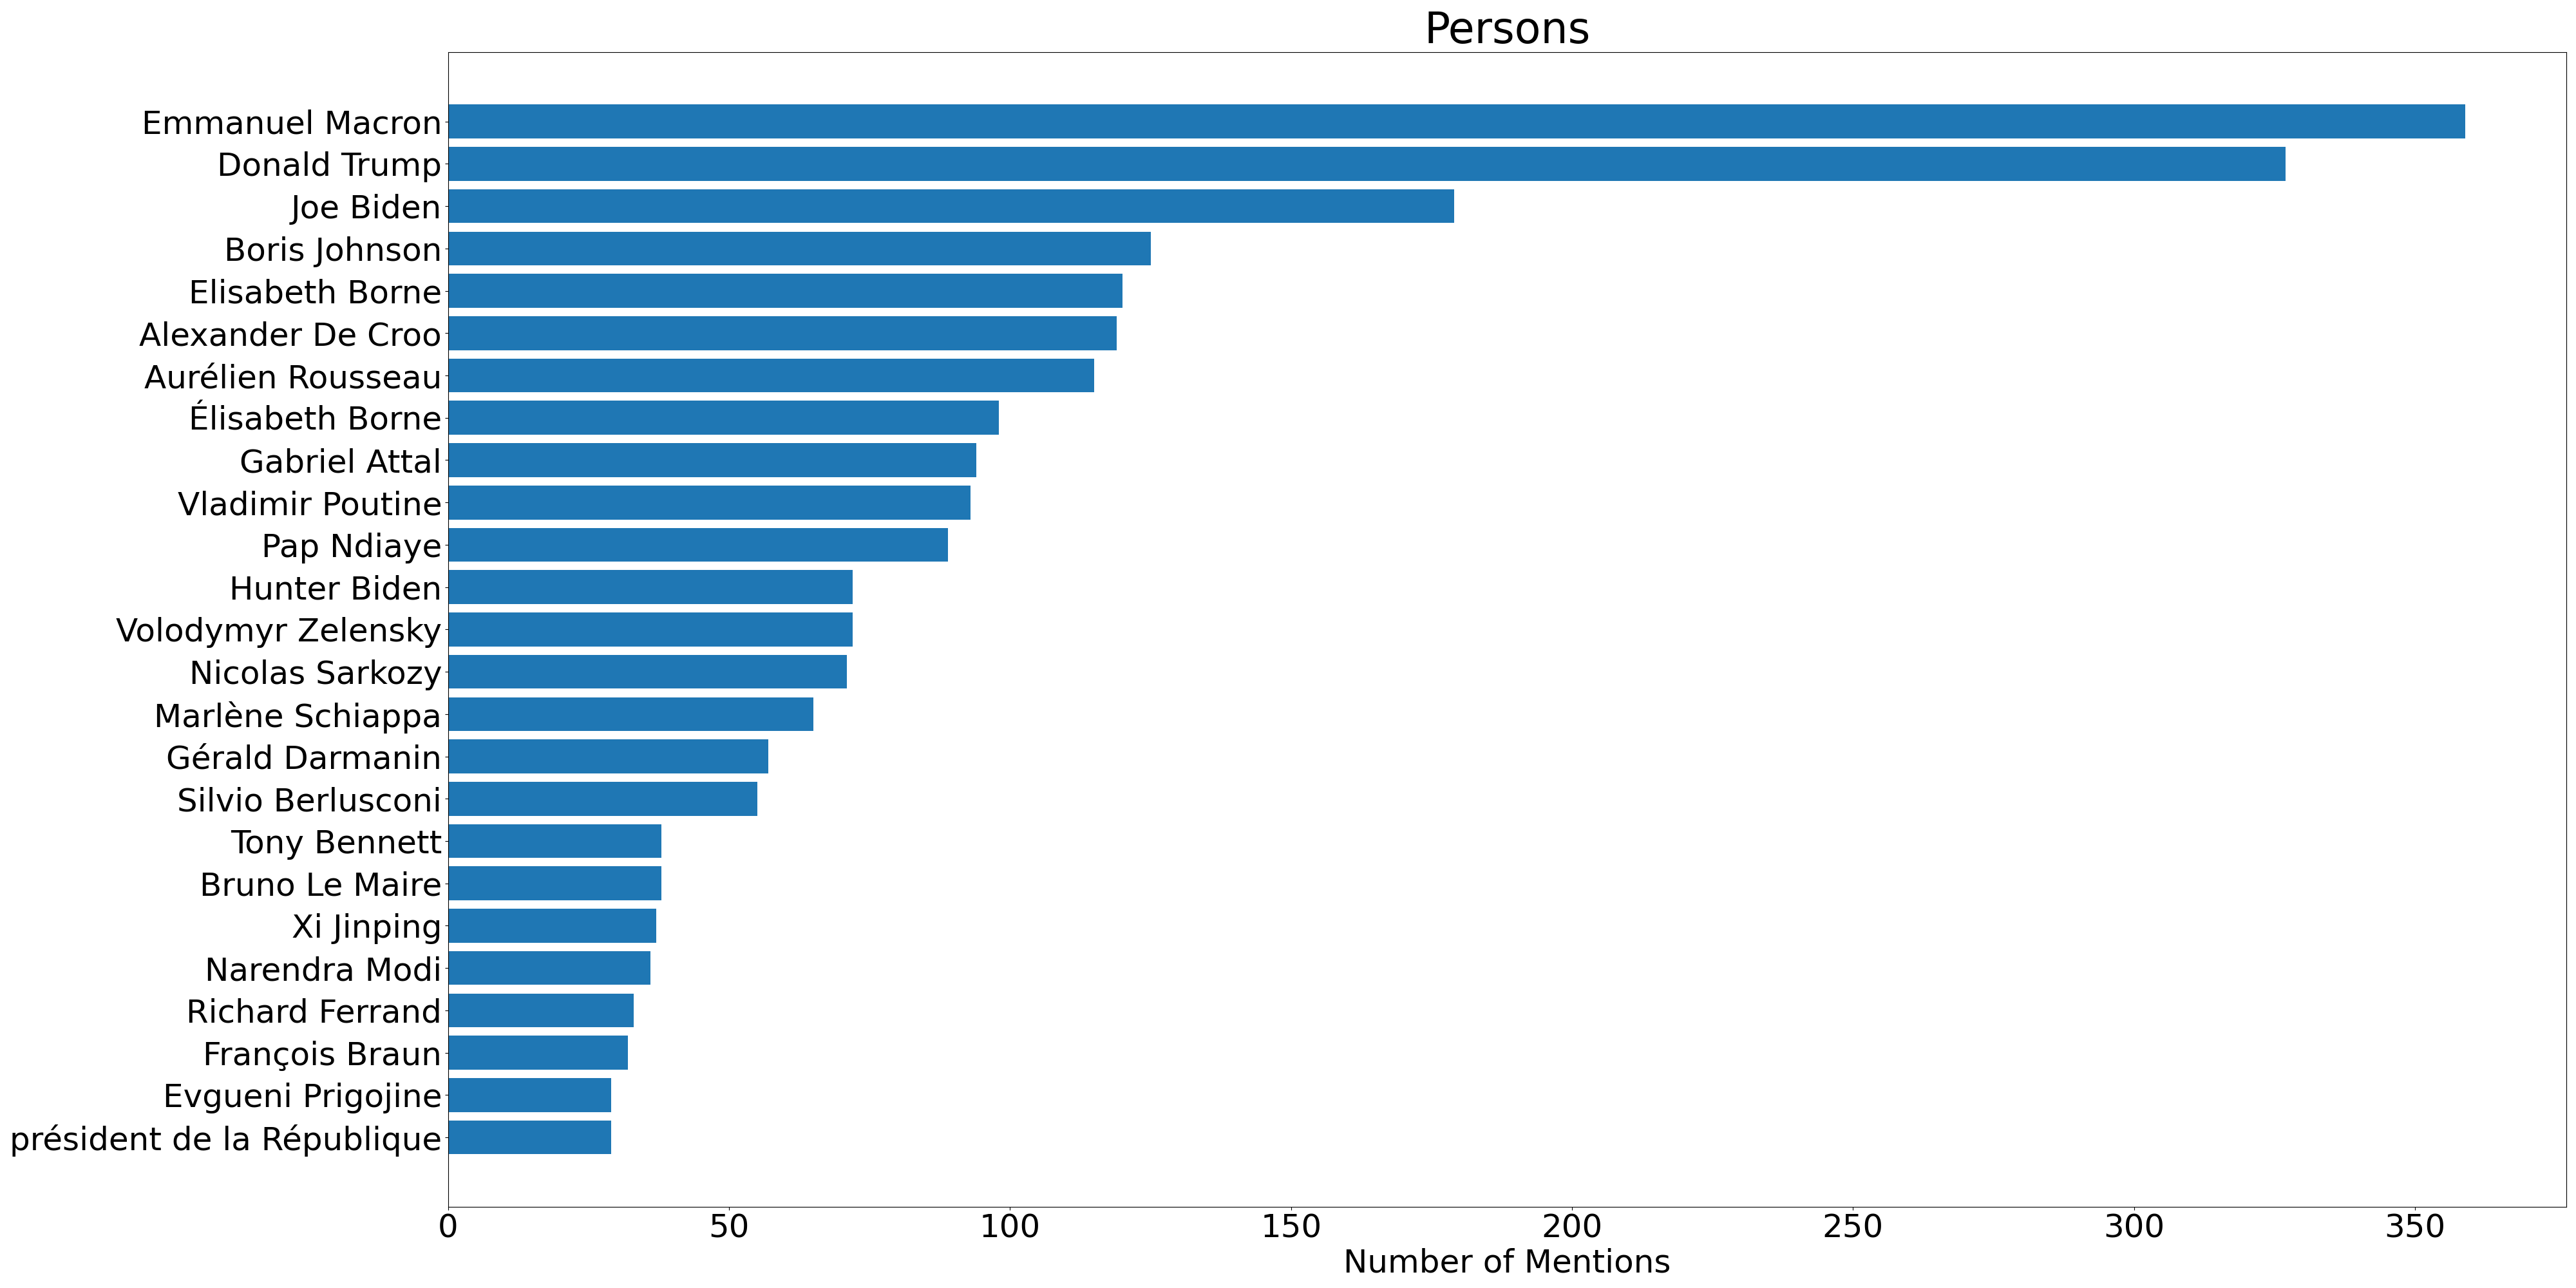 Persons
Emmanuel Macron
Donald Trump
Joe Biden
Boris Johnson
Elisabeth Borne
Alexander De Croo
Aurélien Rousseau
Élisabeth Borne
Gabriel Attal
Vladimir Poutine
Pap Ndiaye
Hunter Biden
Volodymyr Zelensky
Nicolas Sarkozy
Marlène Schiappa
Gérald Darmanin
Silvio Berlusconi
Tony Bennett
Bruno Le Maire
Xi Jinping
Narendra Modi
Richard Ferrand
François Braun
Evgueni Prigojine
président de la République
0 50 100 150 200 250 300 350
Number of Mentions